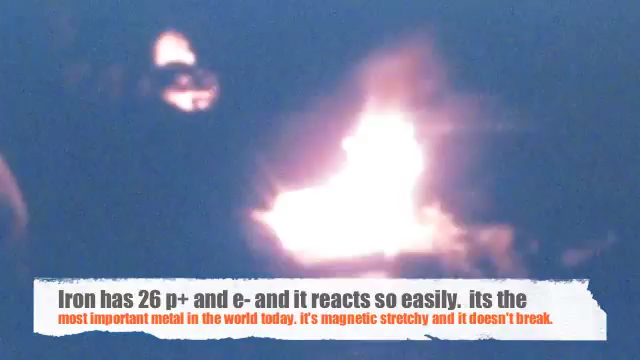 Iron has 26 p+ and e- and it reacts so easily.  its the
most important metal in the world today. it's magnetic stretchy and it doesn't break.